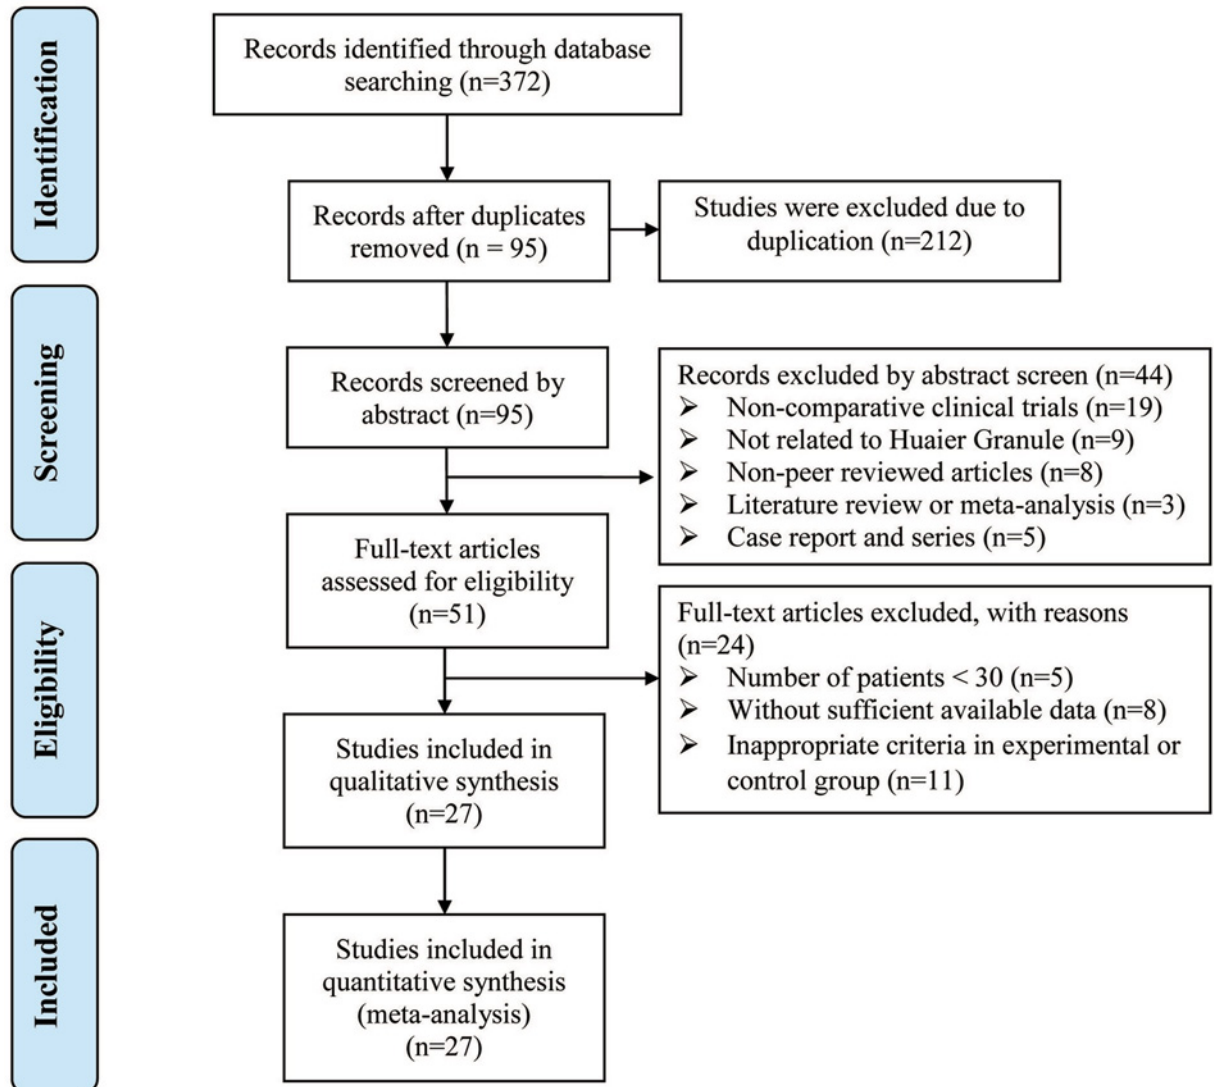 Identification
Records identified through database
searching (n=372)
Records after duplicates
removed (n = 95)
Studies were excluded due to
duplication (n=212)
Screening
Records screened by
abstract (n=95)
Records excluded by abstract screen (n=44)
➢ Non-comparative clinical trials (n=19)
➢ Not related to Huaier Granule (n=9)
➢ Non-peer reviewed articles (n=8)
➢ Literature review or meta-analysis (n=3)
➢ Case report and series (n=5)
Full-text articles
assessed for eligibility
(n=51)
Eligibility
Full-text articles excluded, with reasons
(n=24)
➢ Number of patients < 30 (n=5)
➢ Without sufficient available data (n=8)
➢ Inappropriate criteria in experimental or
control group (n=11)
Studies included in
qualitative synthesis
(n=27)
Included
Studies included in
quantitative synthesis
(meta-analysis)
(n=27)